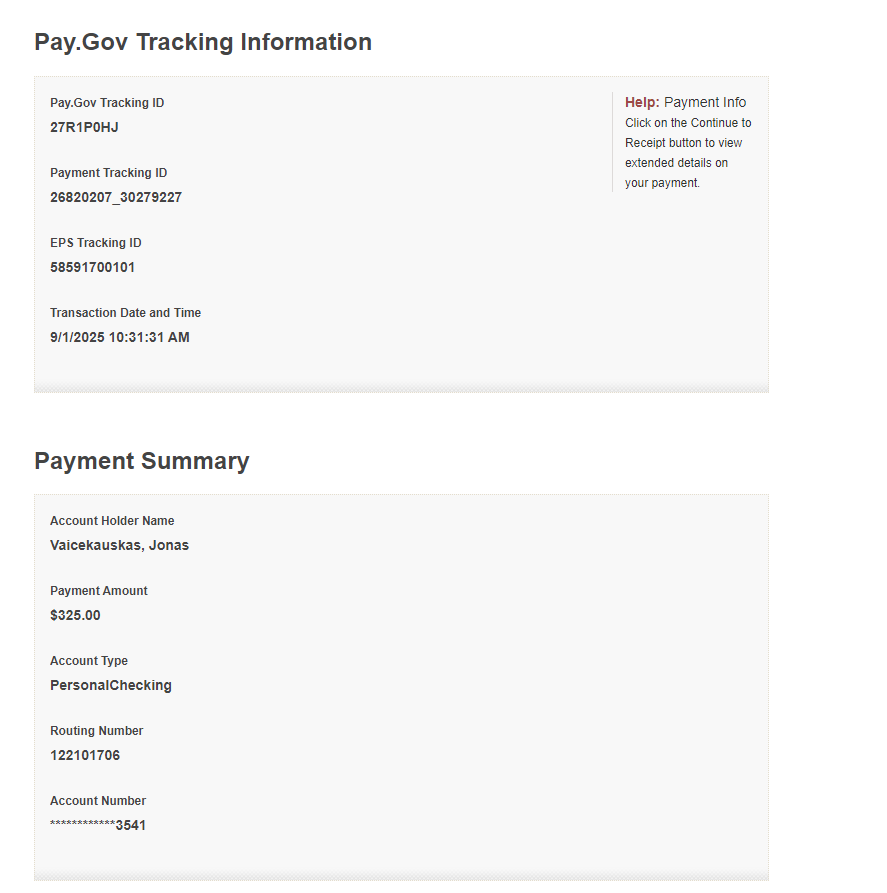 Pay.Gov Tracking Information
Pay.Gov Tracking ID
27R1P0HJ
Payment Tracking ID
26820207_30279227
EPS Tracking ID
58591700101
Transaction Date and Time
9/1/2025 10:31:31 AM
Help: Payment Info
Click on the Continue to
Receipt button to view
extended details on
your payment.
Payment Summary
Account Holder Name
Vaicekauskas, Jonas
Payment Amount
$325.00
Account Type
PersonalChecking
Routing Number
122101706
Account Number
************3541